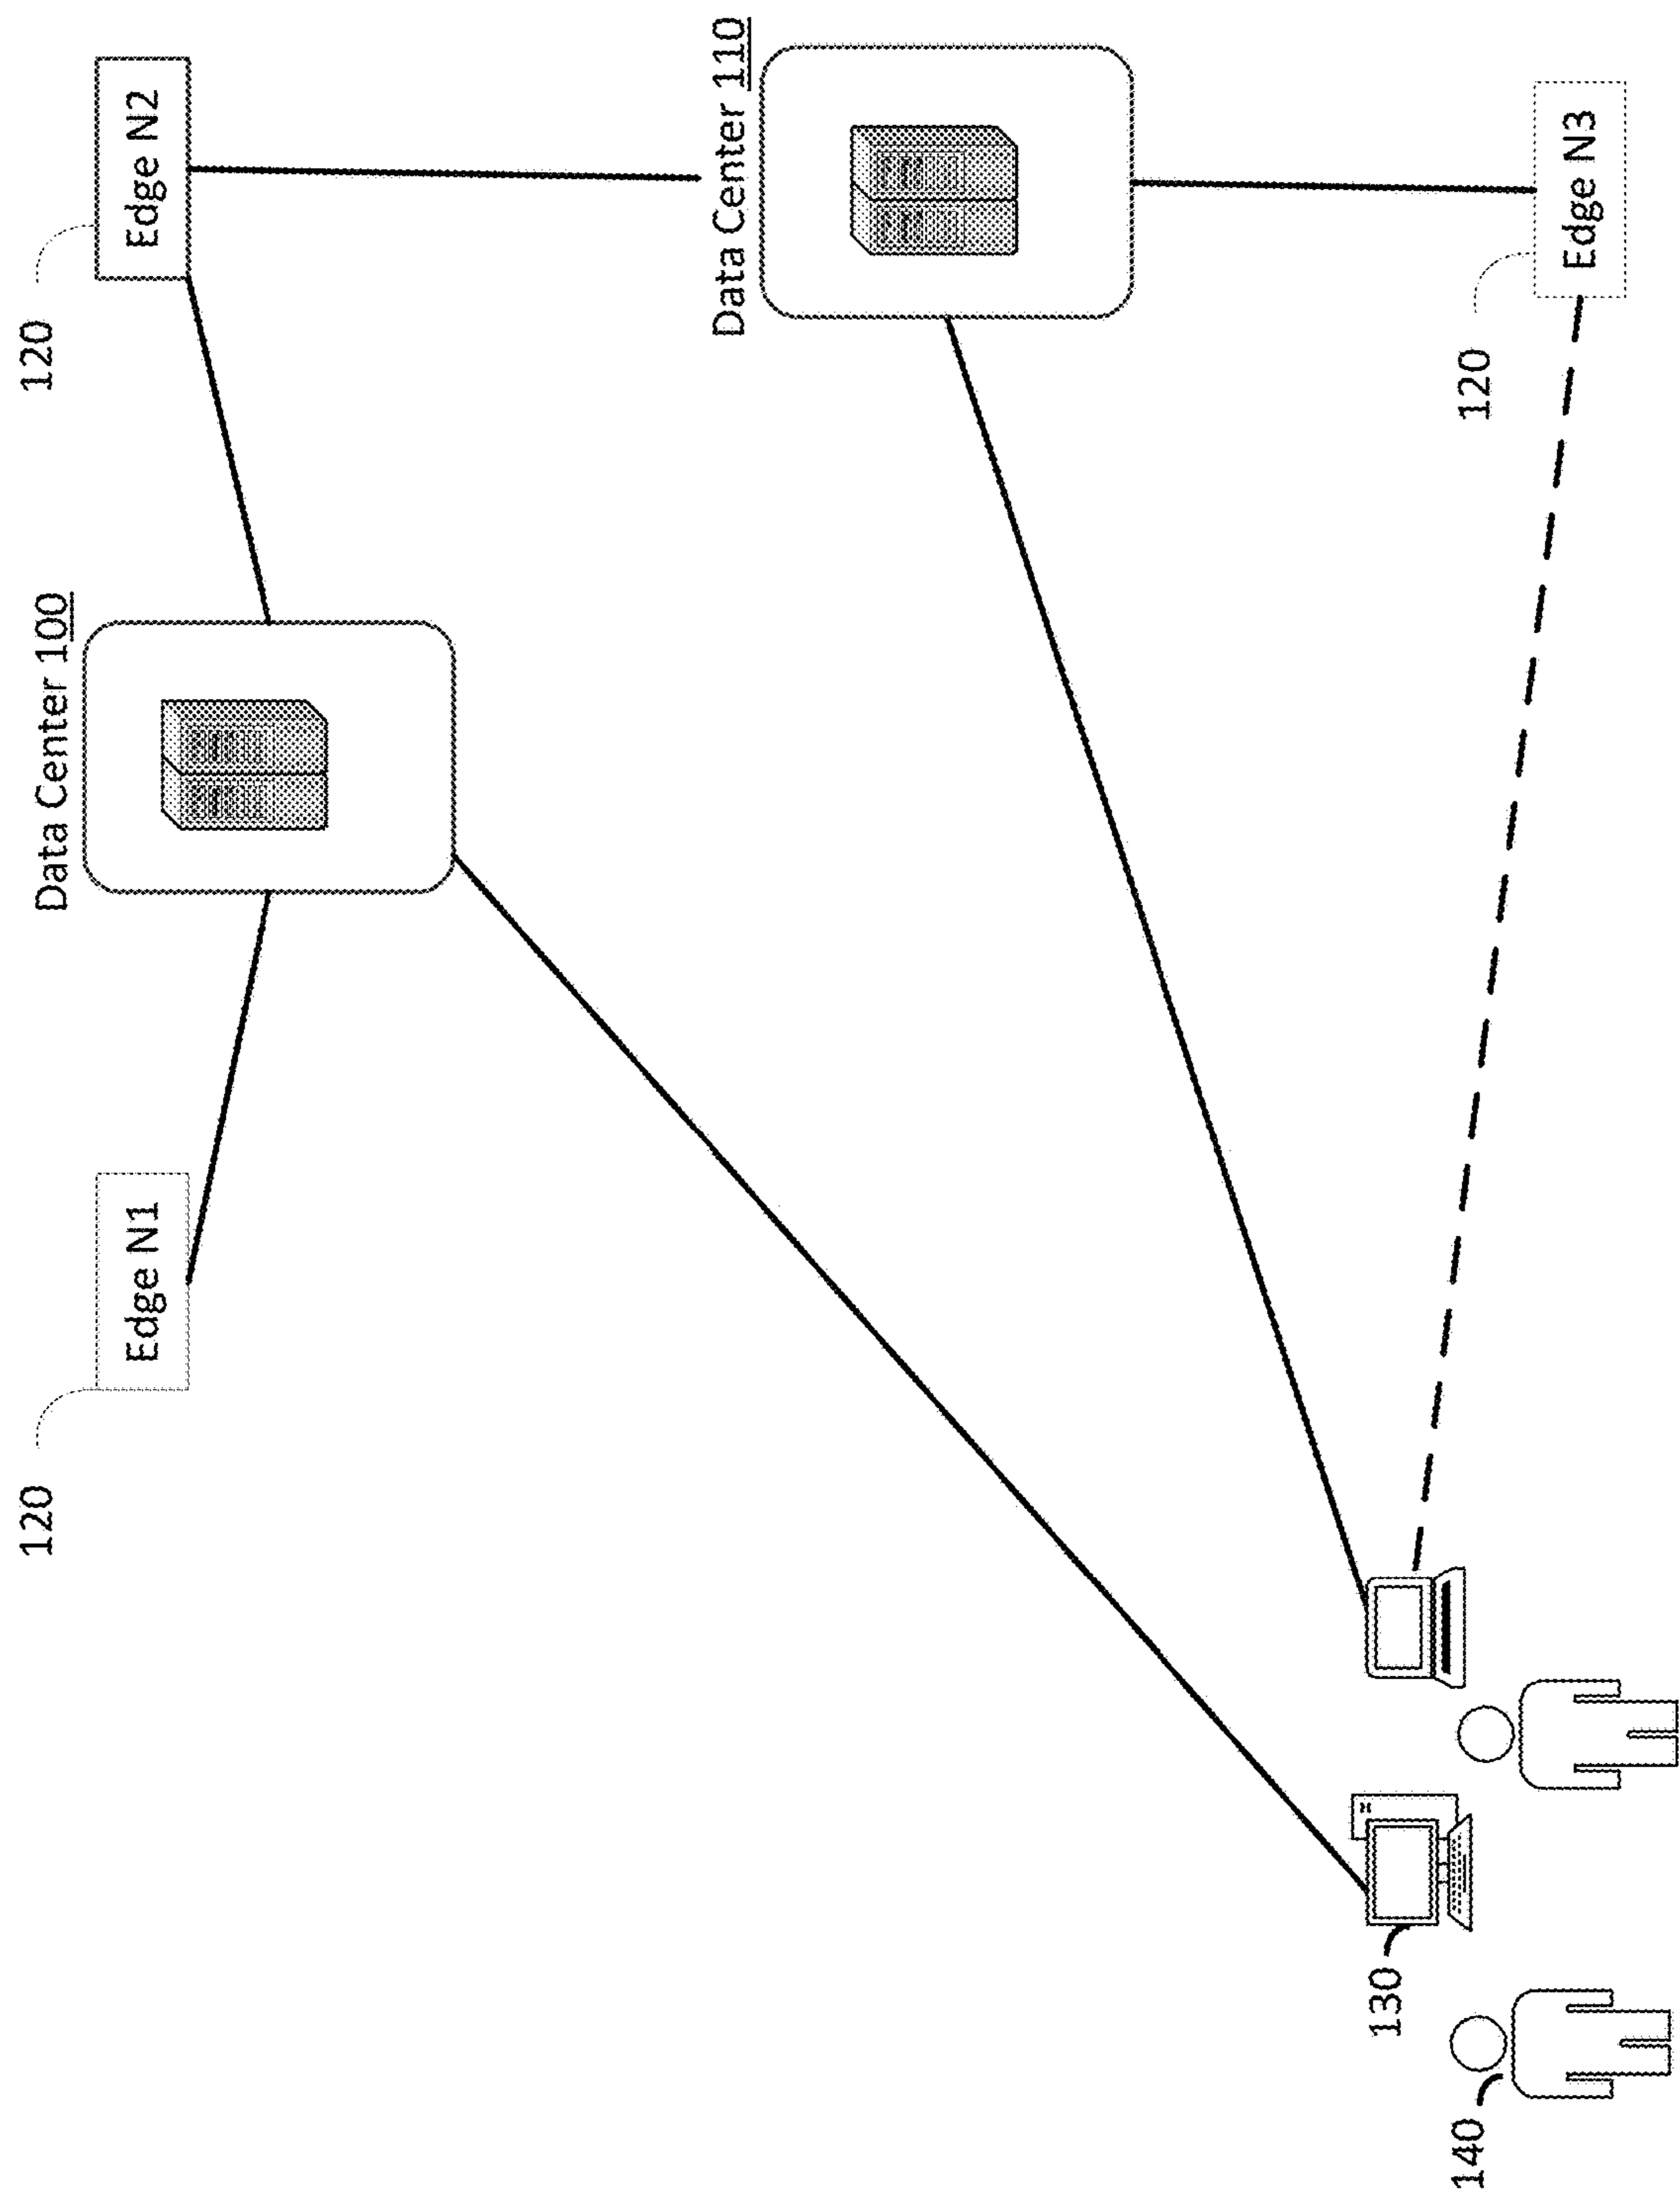 120
Data Center 100
120
Edge N1
Edge N2
Data Center 110
130
140
120
Edge N3